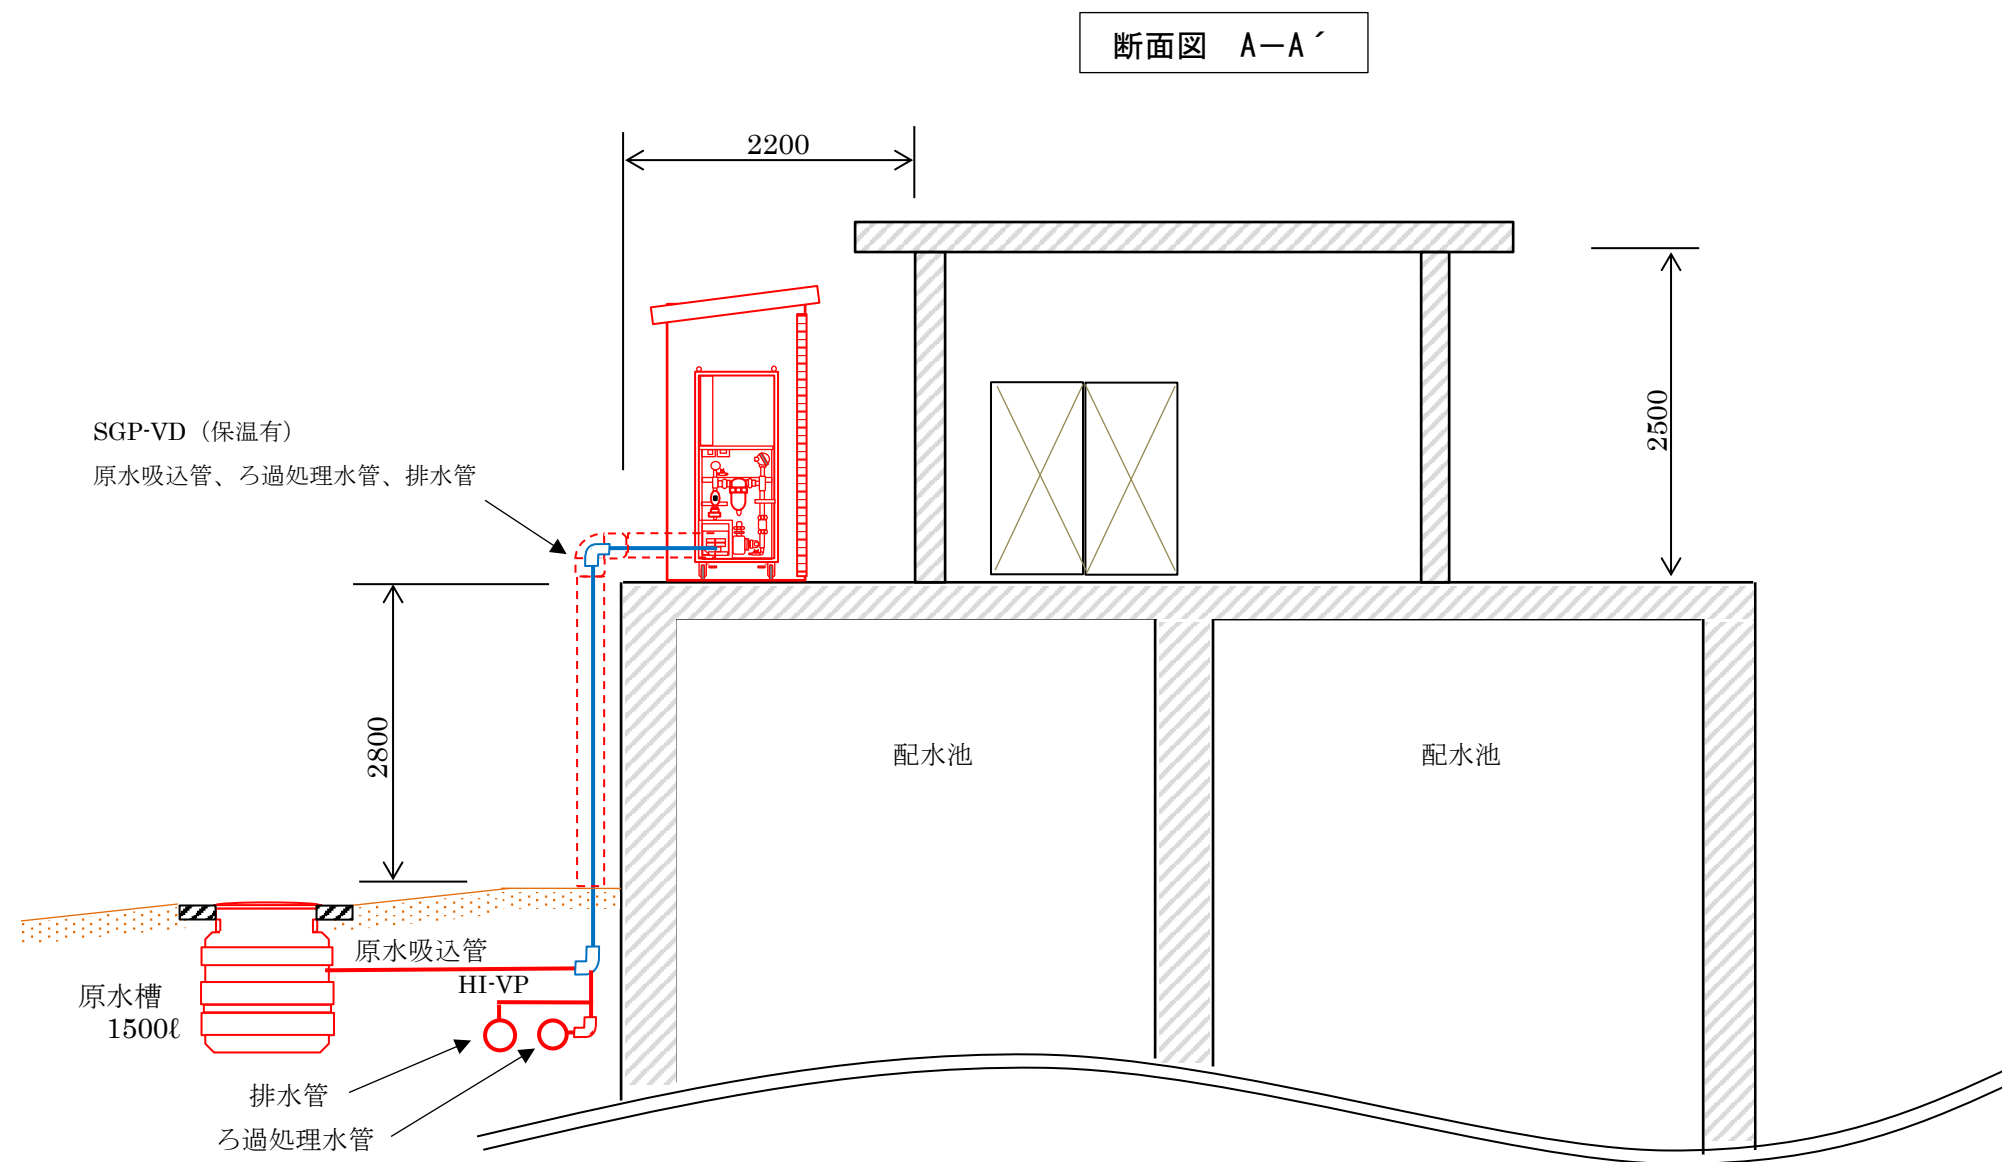 断面図 A－A´
2200
2500
SGP-VD（保温有）
原水吸込管、ろ過処理水管、排水管
2800
配水池
配水池
原水吸込管
HI-VP
原水槽
1500ℓ
排水管
ろ過処理水管